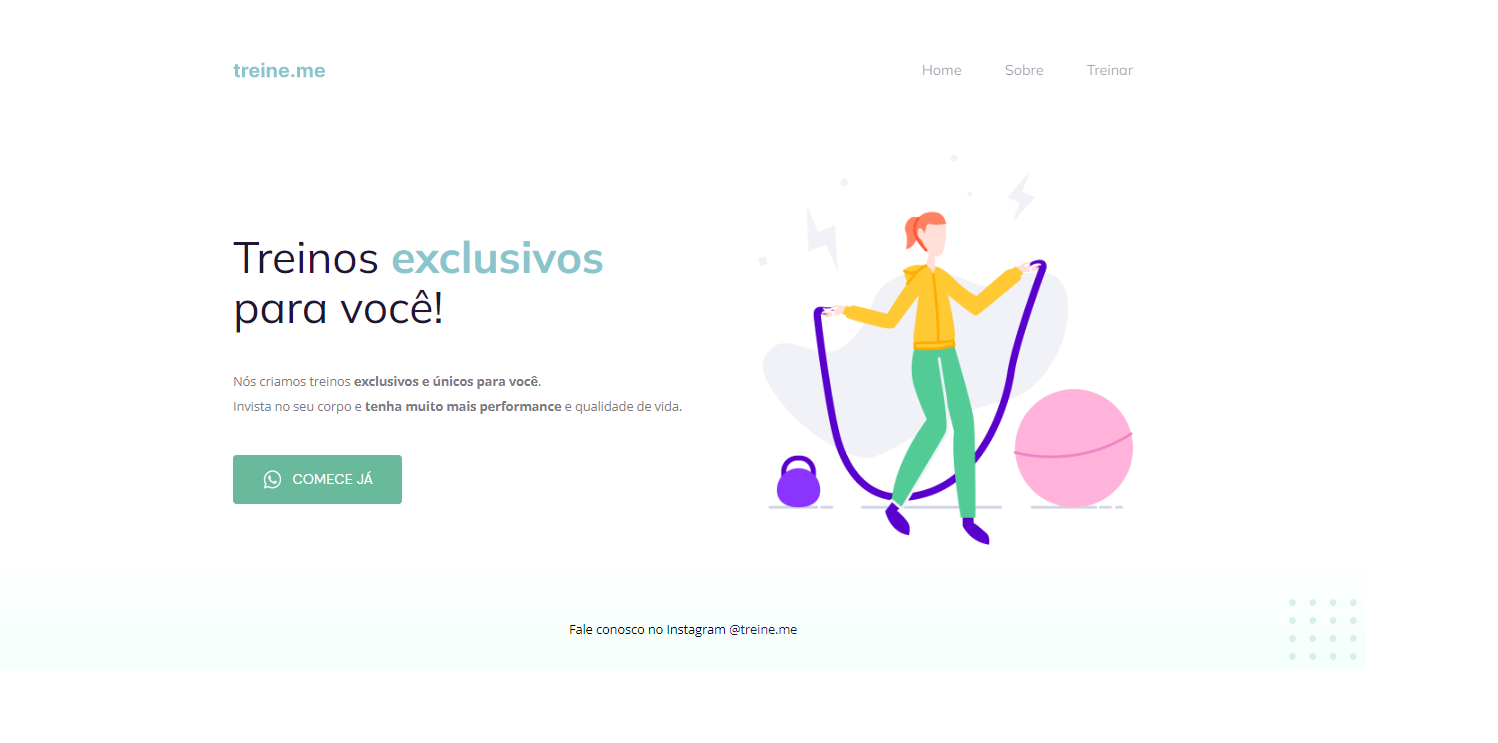 treine.me
Home Sobre Treinar
Treinos exclusivos
para você!
Nós criamos treinos exclusivos e únicos para você.
Invista no seu corpo e tenha muito mais performance e qualidade de vida.
COMECE JÁ
Fale conosco no Instagram @treine.me